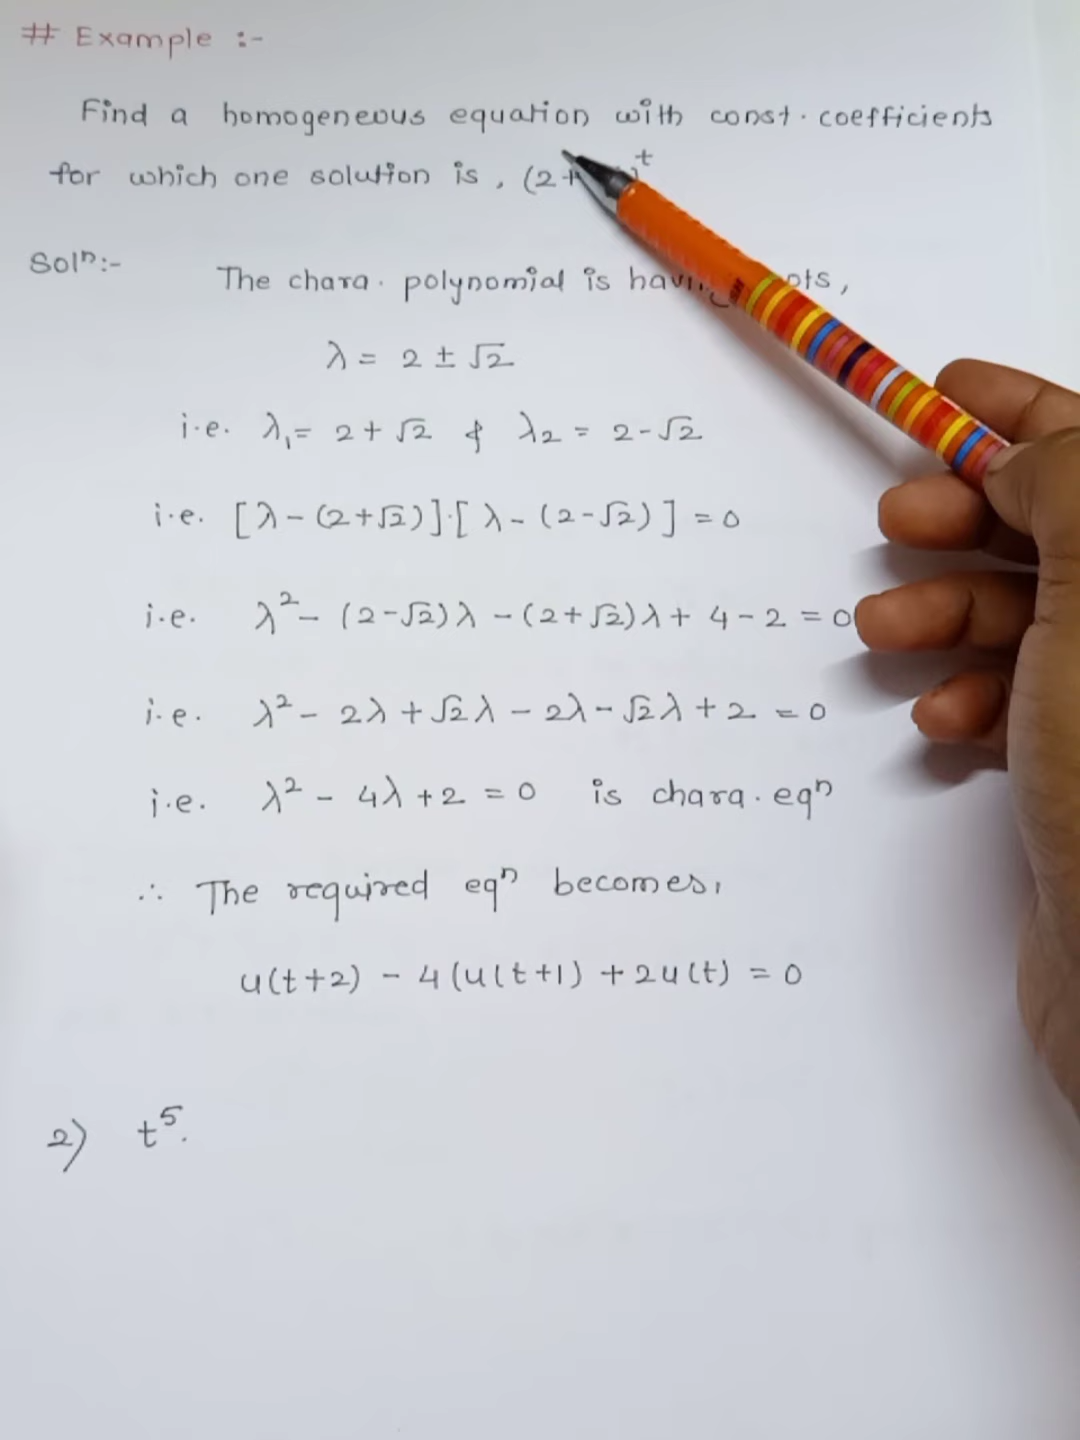 # Example :-
Find a homogeneous equation with const. coefficients
for which one solution is, (2+ )^t
Solⁿ:- The chara. polynomial is
λ = 2 ± √2
i.e. λ₁= 2+√2 & λ2 = 2-√2
i.e. [λ-(2+√2)]·[λ-(2-√2)] = 0
i.e. λ²-(2-√2)λ-(2+√2)λ+4-2=0
i.e. λ²-2λ+√2λ-2λ-√2λ+2=0
i.e. λ²-4λ+2=0 is chara. eqⁿ
∴ The required eqⁿ becomes,
u(t+2) - 4(u(t+1) + 2u(t) = 0
2) t⁵.